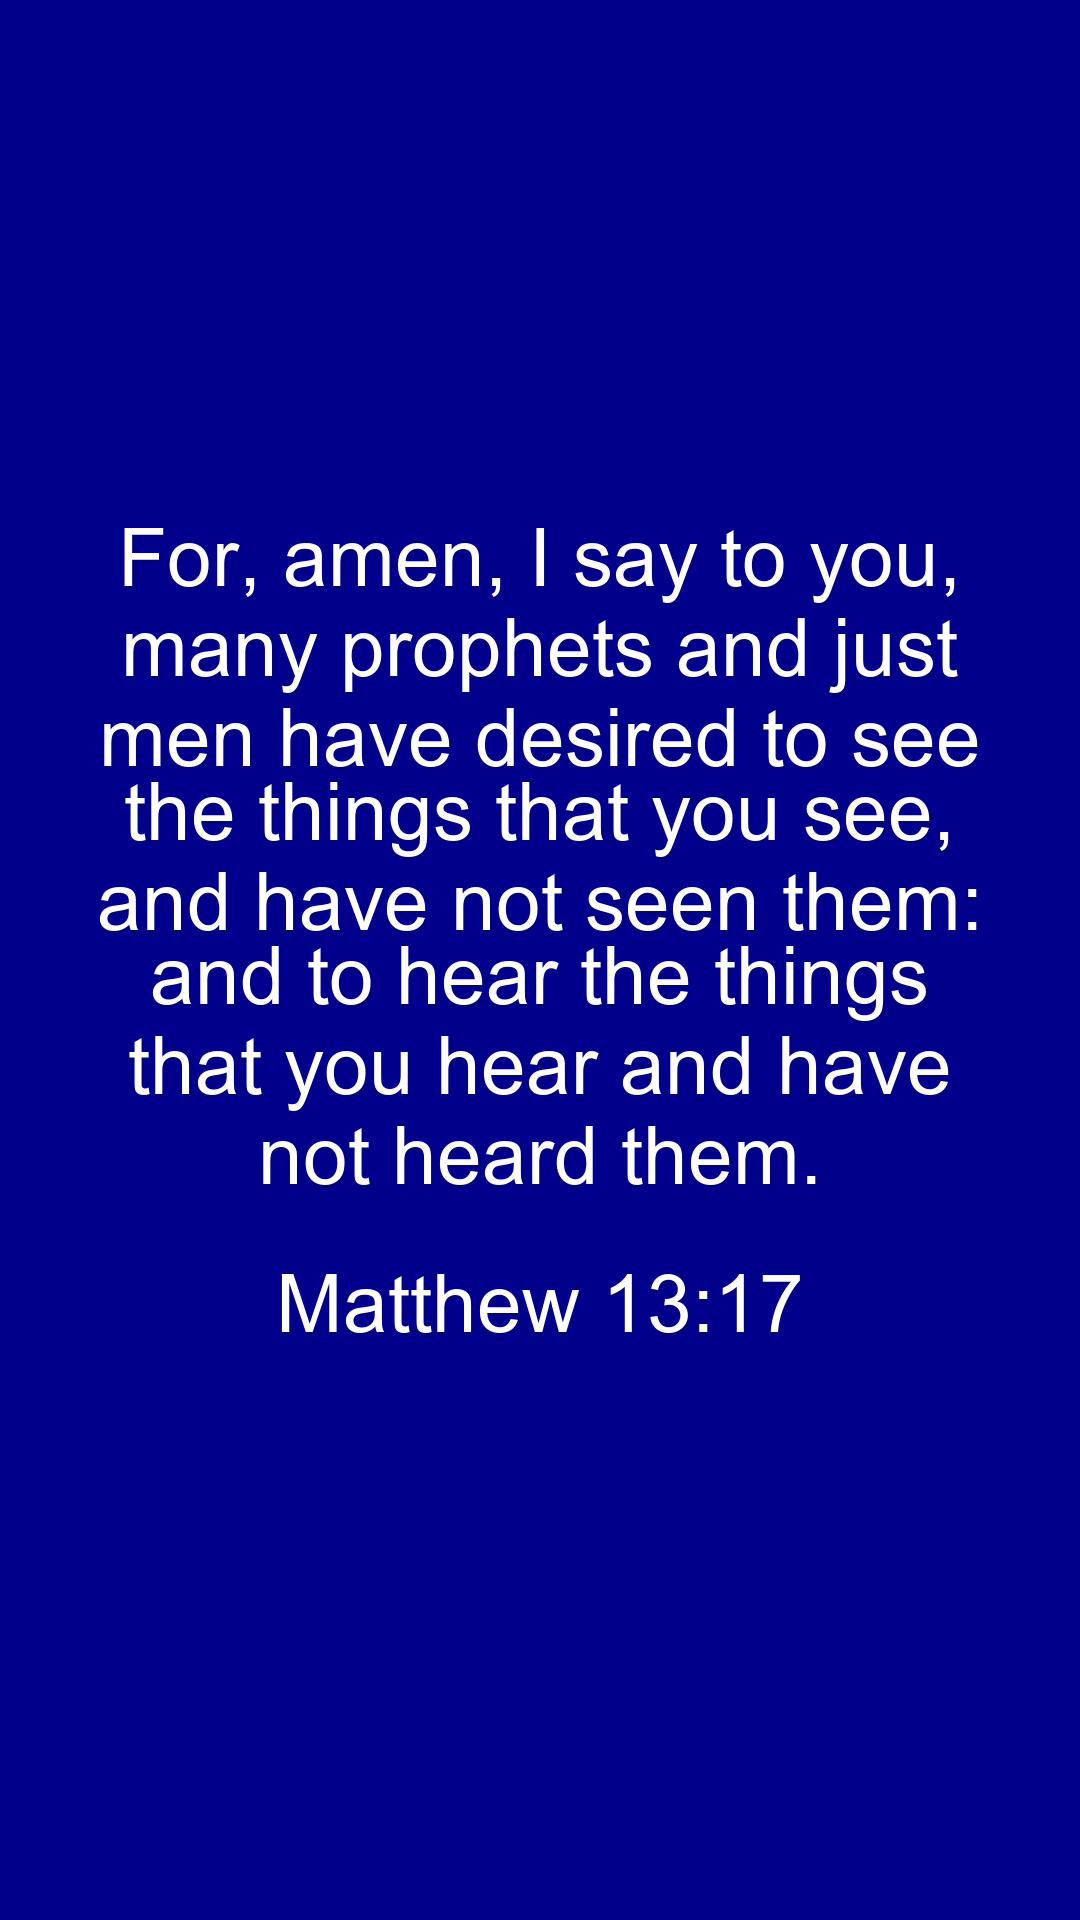 For, amen, I say to you,
many prophets and just
men have desired to see
the things that you see,
and have not seen them:
and to hear the things
that you hear and have
not heard them.
Matthew 13:17